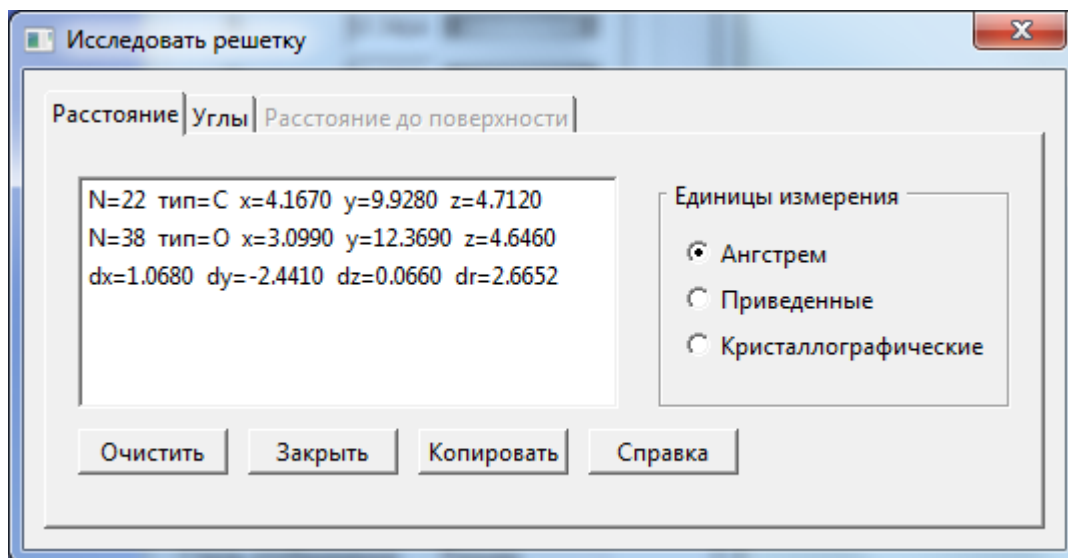 Исследовать решетку
Расстояние Углы Расстояние до поверхности
N=22 тип=C x=4.1670 y=9.9280 z=4.7120
N=38 тип=O x=3.0990 y=12.3690 z=4.6460
dx=1.0680 dy=-2.4410 dz=0.0660 dr=2.6652
Единицы измерения
Ангстрем
Приведенные
Кристаллографические
Очистить Закрыть Копировать Справка